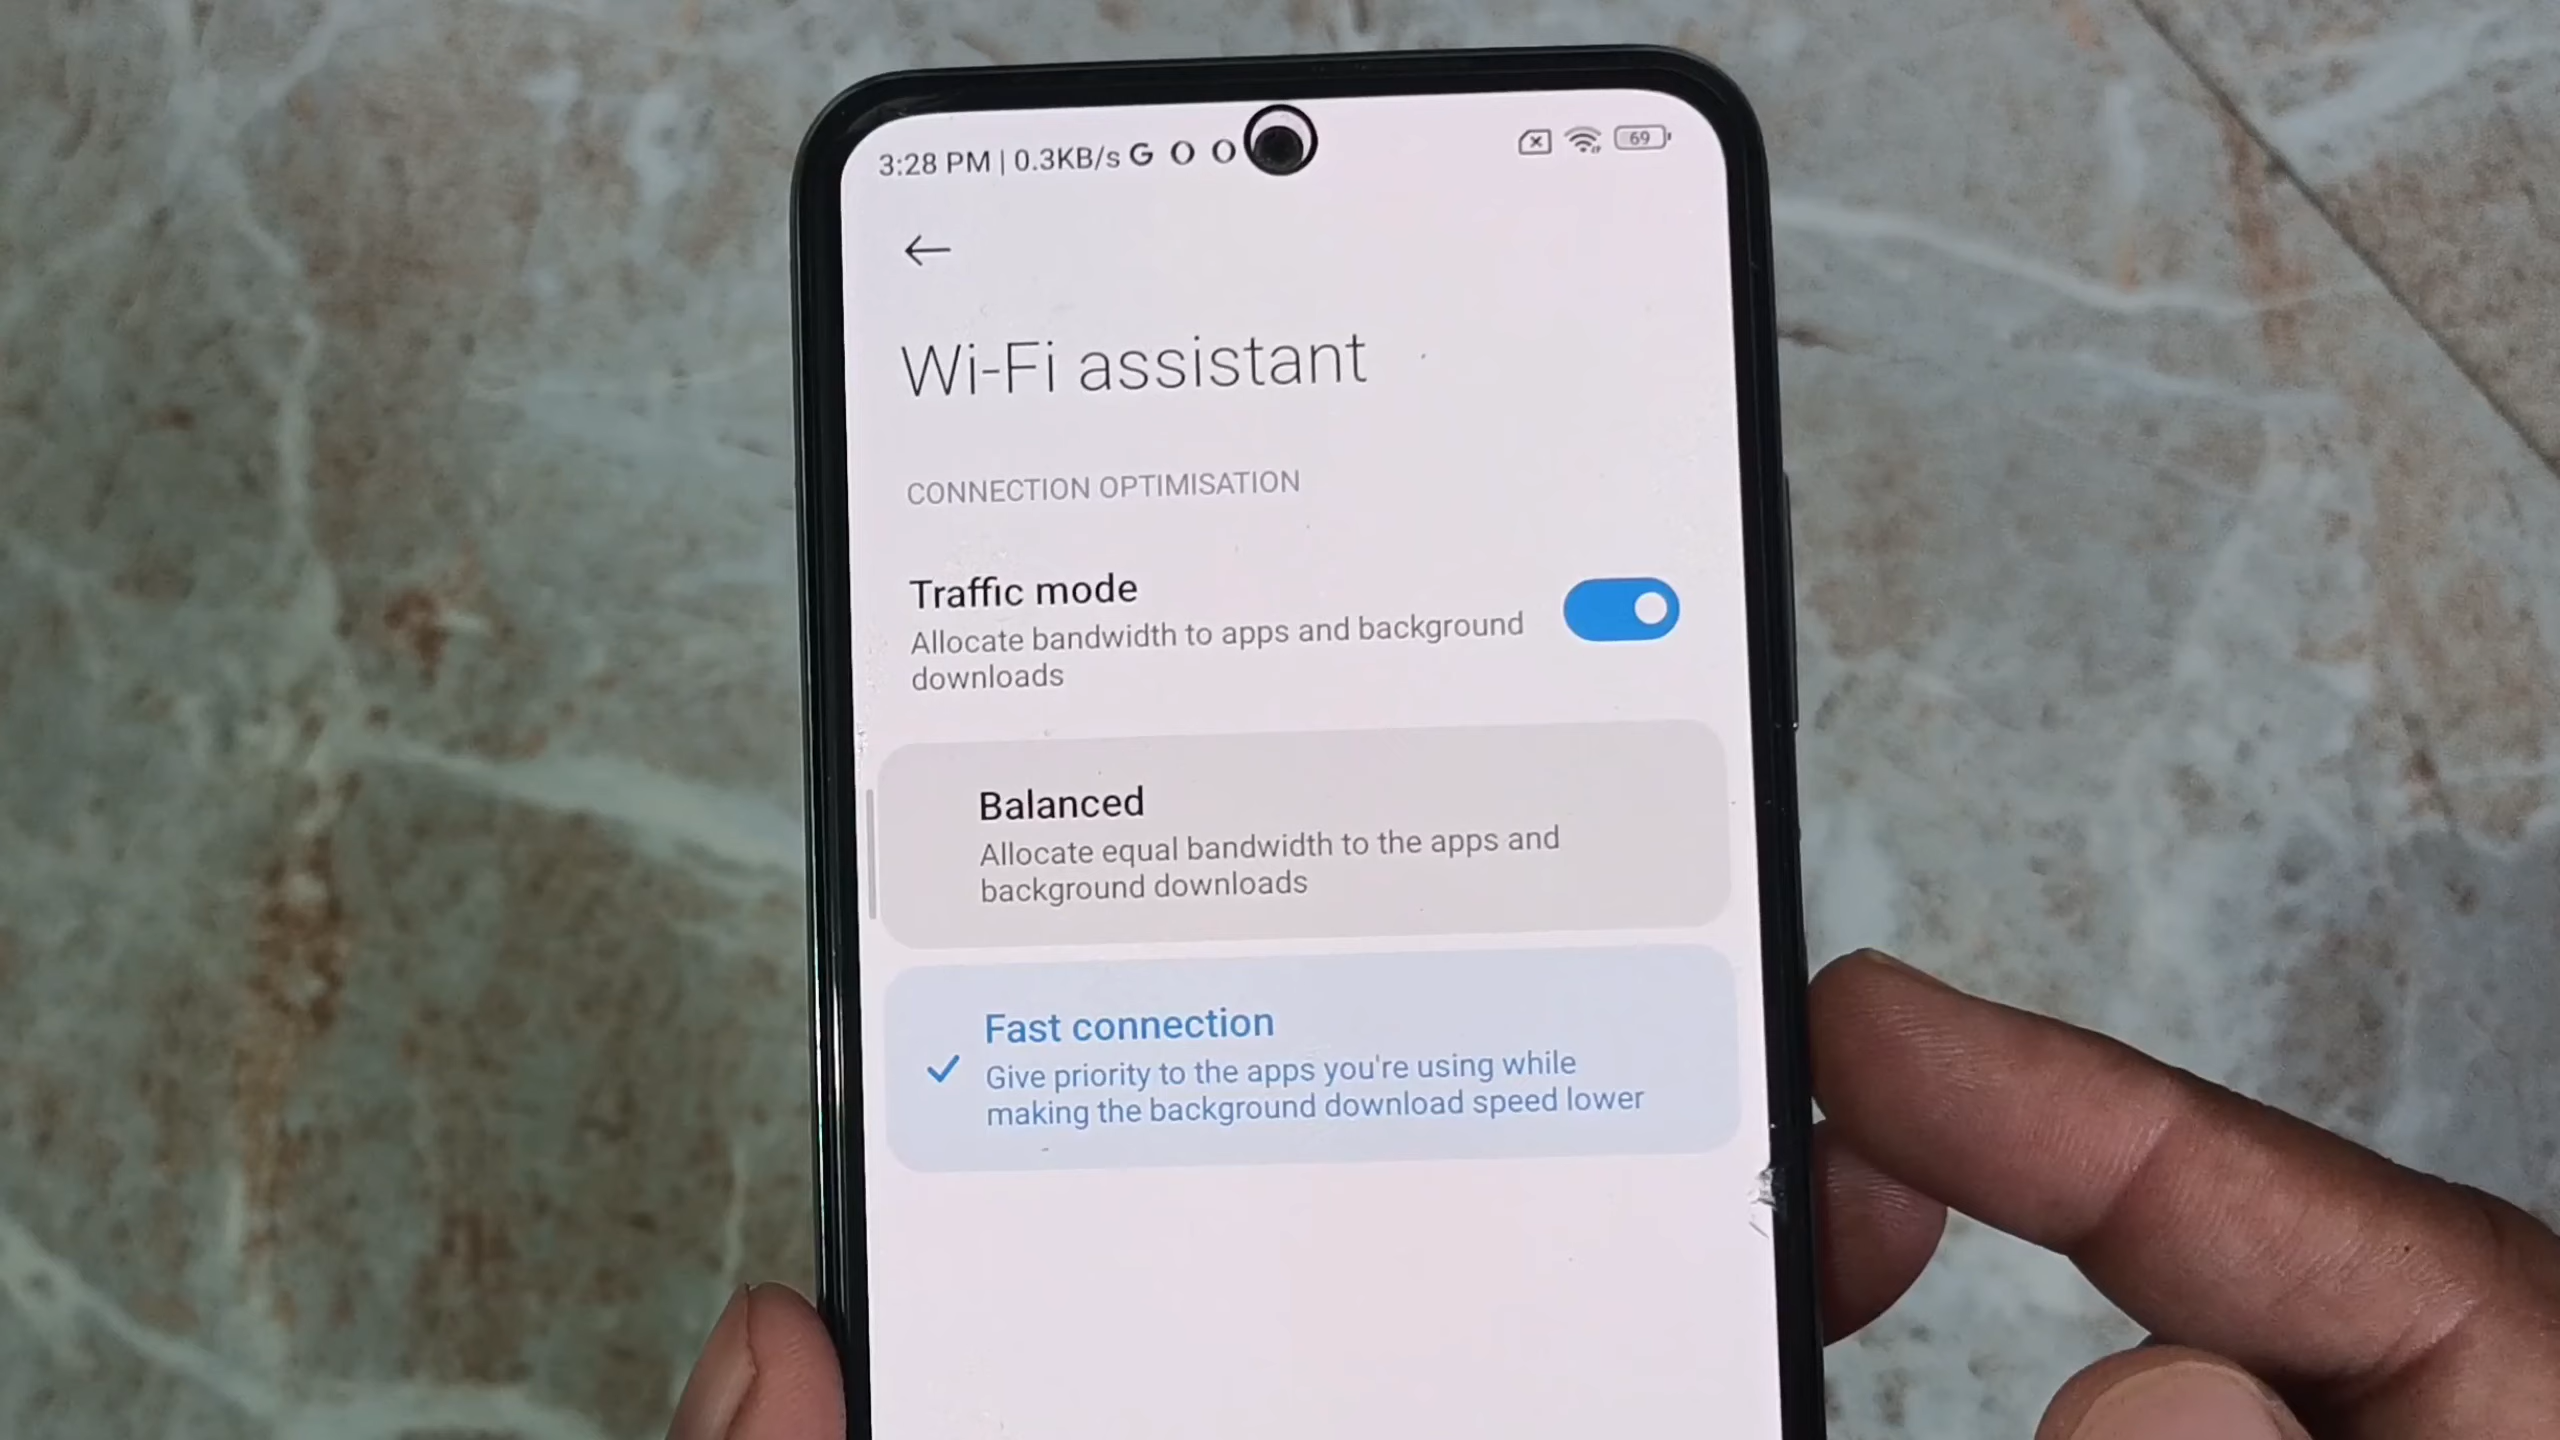 3:28 PM | 0.3KB/s G O O
69
Wi-Fi assistant
CONNECTION OPTIMISATION
Traffic mode
Allocate bandwidth to apps and background
downloads
Balanced
Allocate equal bandwidth to the apps and
background downloads
Fast connection
Give priority to the apps you're using while
making the background download speed lower